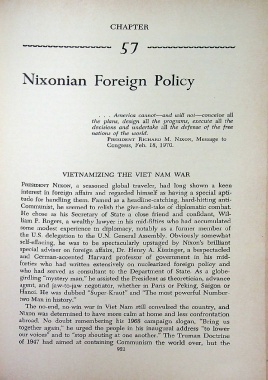 CHAPTER
57
Nixonian Foreign Policy
. . . America cannot—and will not—conceive all
the plans, design all the programs, execute all the
decisions and undertake all the defense of the free
nations of the world.
PRESIDENT RICHARD M. NIXON, Message to
Congress, Feb. 18, 1970.
VIETNAMIZING THE VIET NAM WAR
PRESIDENT NIXON, a seasoned global traveler, had long shown a keen
interest in foreign affairs and regarded himself as having a special apti-
tude for handling them. Famed as a headline-catching, hard-hitting anti-
Communist, he seemed to relish the give-and-take of diplomatic combat.
He chose as his Secretary of State a close friend and confidant, Wil-
liam P. Rogers, a wealthy lawyer in his mid-fifties who had accumulated
some modest experience in diplomacy, notably as a former member of
the U.S. delegation to the U.N. General Assembly. Obviously somewhat
self-effacing, he was to be spectacularly upstaged by Nixon's brilliant
special adviser on foreign affairs, Dr. Henry A. Kissinger, a bespectacled
and German-accented Harvard professor of government in his mid-
forties who had written extensively on nuclearized foreign policy and
who had served as consultant to the Department of State. As a globe-
girdling "mystery man," he assisted the President as theoretician, advance
agent, and jaw-to-jaw negotiator, whether in Paris or Peking, Saigon or
Hanoi. He was dubbed "Super-Kraut" and "The most powerful Number-
two Man in history."
The no-end, no-win war in Viet Nam still convulsed the country, and
Nixon was determined to have more calm at home and less confrontation
abroad. No doubt remembering his 1968 campaign slogan, "Bring us
together again," he urged the people in his inaugural address "to lower
our voices" and to "stop shouting at one another." The Truman Doctrine
of 1947 had aimed at containing Communism the world over, but the